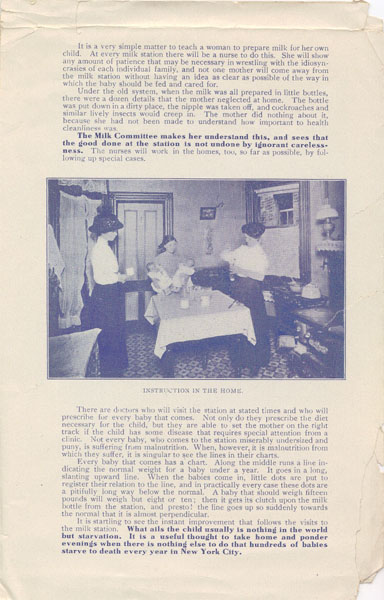 It is a very simple matter to teach a woman to prepare milk for her own
child. At every milk station there will be a nurse to do this. She will show
any amount of patience that may be necessary in wrestling with the idiosyn-
crasies of each individual family, and not one mother will come away from
the milk station without having an idea as clear as possible of the way in
which the baby should be fed and cared for.
Under the old system, when the milk was all prepared in little bottles,
there were a dozen details that the mother neglected at home. The bottle
was put down in a dirty place, the nipple was taken off, and cockroaches and
similar lively insects would creep in. The mother did nothing about it,
because she had not been made to understand how important to health
cleanliness was.
The Milk Committee makes her understand this, and sees that
the good done at the station is not undone by ignorant careless-
ness. The nurses will work in the homes, too, so far as possible, by fol-
lowing up special cases.
INSTRUCTION IN THE HOME.
There are doctors who will visit the station at stated times and who will
prescribe for every baby that comes. Not only do they prescribe the diet
necessary for the child, but they are able to set the mother on the right
track if the child has some disease that requires special attention from a
clinic. Not every baby, who comes to the station miserably undersized and
puny, is suffering from malnutrition. When, however, it is malnutrition from
which they suffer, it is singular to see the lines in their charts.
Every baby that comes has a chart. Along the middle runs a line in-
dicating the normal weight for a baby under a year. It goes in a long,
slanting upward line. When the babies come in, little dots are put to
register their relation to the line, and in practically every case these dots are
a pitifully long way below the normal. A baby that should weigh fifteen
pounds will weigh but eight or ten; then it gets its clutch upon the milk
bottle from the station, and presto! the line goes up so suddenly towards
the normal that it is almost perpendicular.
It is startling to see the instant improvement that follows the visits to
the milk station. What ails the child usually is nothing in the world
but starvation. It is a useful thought to take home and ponder
evenings when there is nothing else to do that hundreds of babies
starve to death every year in New York City.